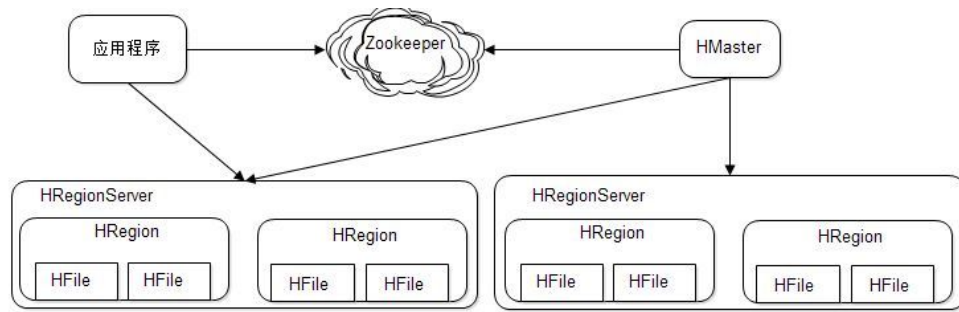 应用程序
Zookeeper
HMaster
HRegionServer
HRegion
HFile
HFile
HRegion
HFile
HFile
HRegionServer
HRegion
HFile
HFile
HRegion
HFile
HFile